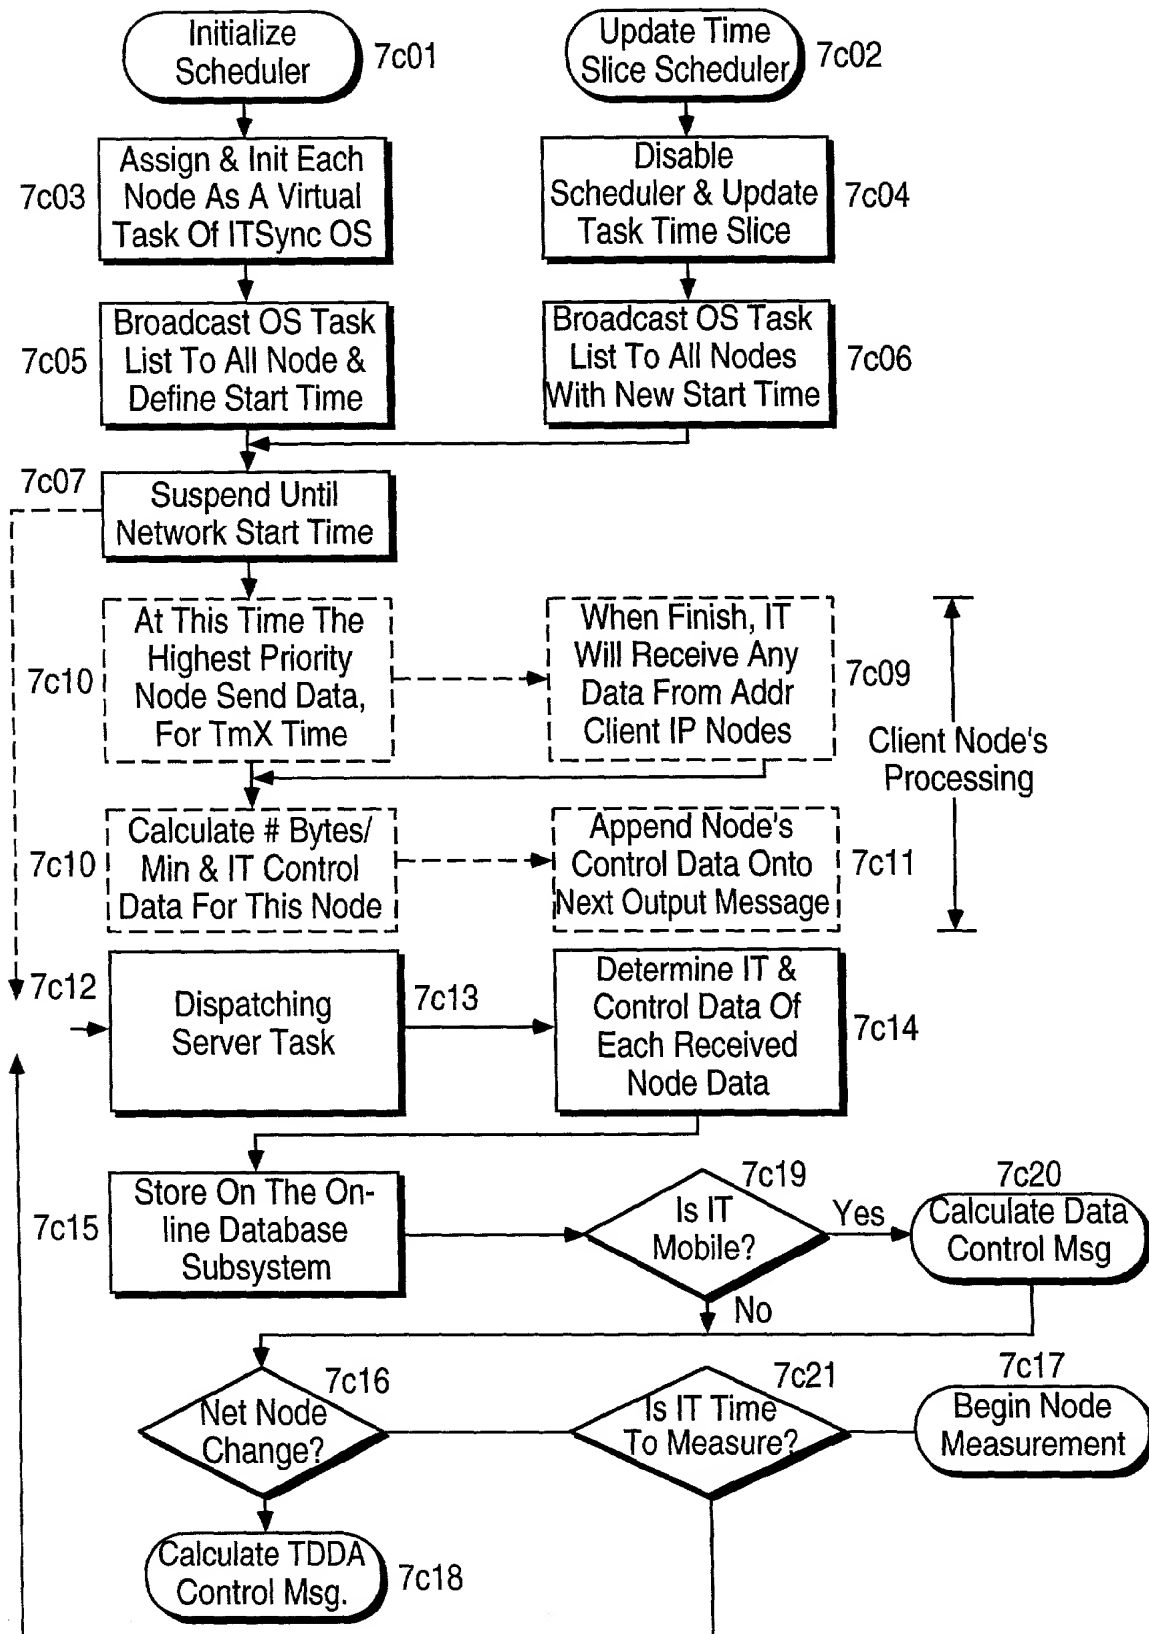 Initialize
Scheduler
7c01
Update Time
Slice Scheduler
7c02
7c03
Assign & Init Each
Node As A Virtual
Task Of ITSync OS
Disable
Scheduler & Update
Task Time Slice
7c04
7c05
Broadcast OS Task
List To All Node &
Define Start Time
Broadcast OS Task
List To All Nodes
With New Start Time
7c06
7c07
Suspend Until
Network Start Time
7c10
At This Time The
Highest Priority
Node Send Data,
For TmX Time
When Finish, IT
Will Receive Any
Data From Addr
Client IP Nodes
7c09
Client Node's
Processing
7c10
Calculate # Bytes/
Min & IT Control
Data For This Node
Append Node's
Control Data Onto
Next Output Message
7c11
7c12
Dispatching
Server Task
7c13
Determine IT &
Control Data Of
Each Received
Node Data
7c14
7c15
Store On The On-
line Database
Subsystem
7c19
Is IT
Mobile?
Yes
No
7c20
Calculate Data
Control Msg
7c16
Net Node
Change?
7c21
Is IT Time
To Measure?
7c17
Begin Node
Measurement
Calculate TDDA
Control Msg.
7c18